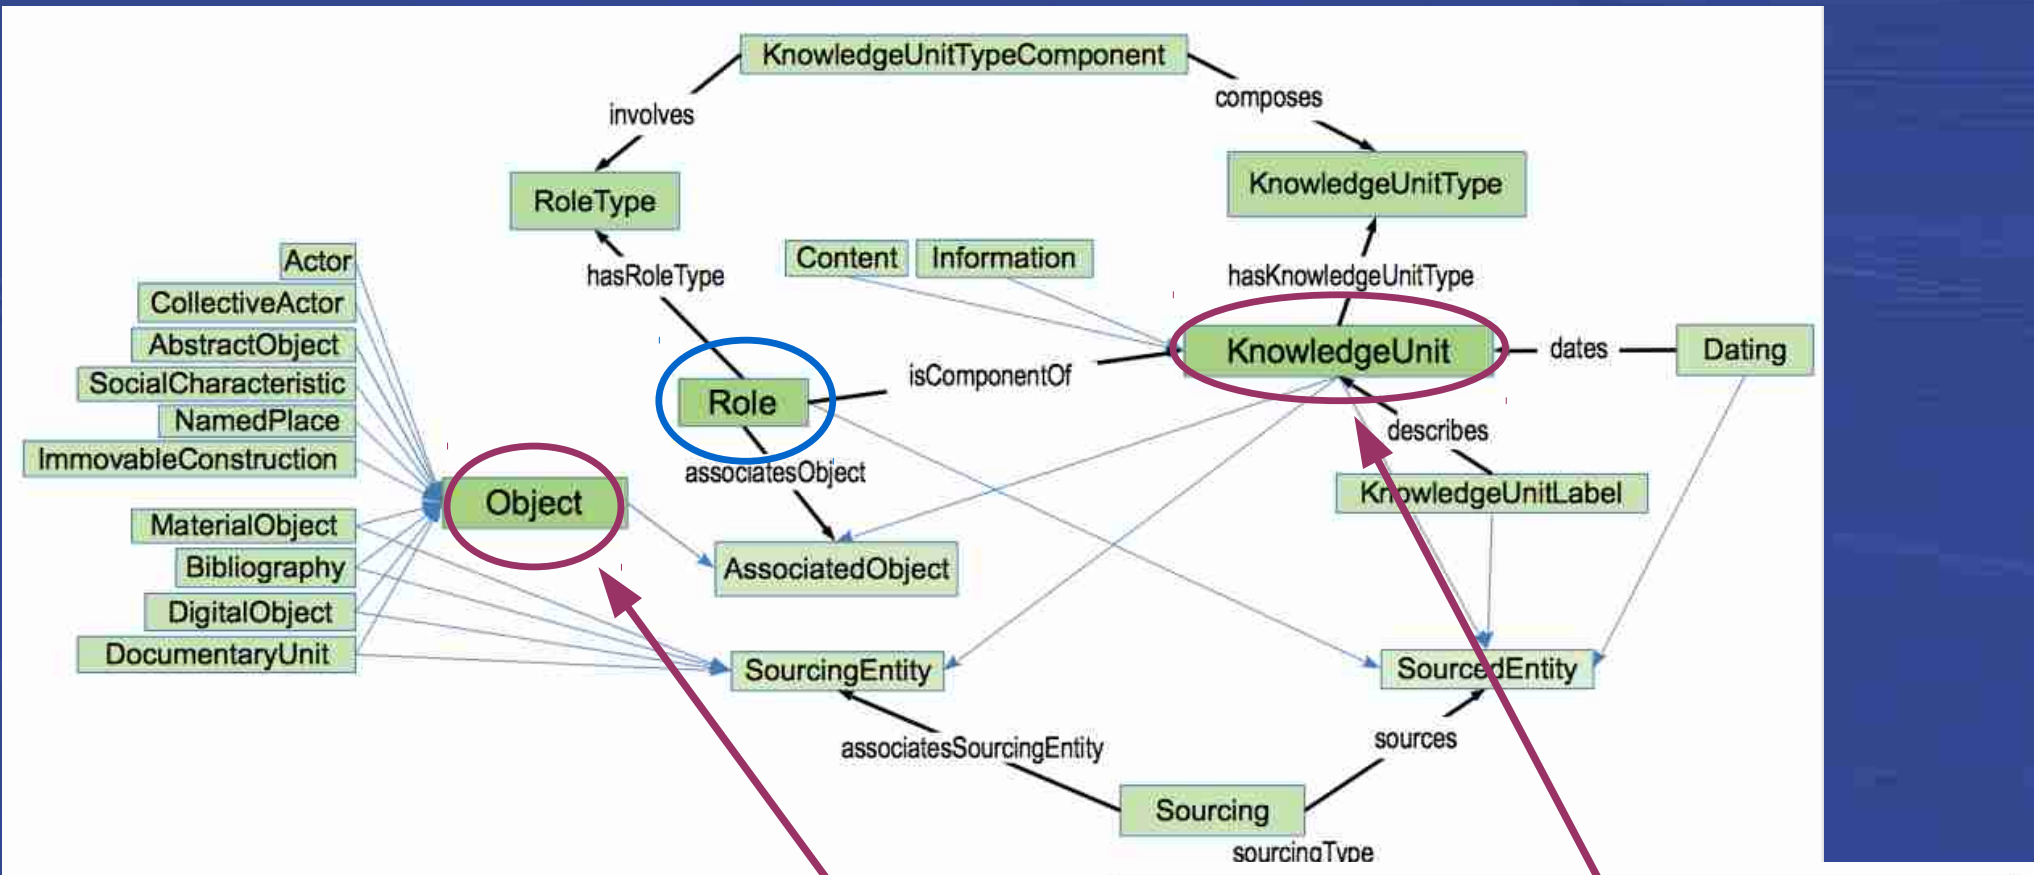 KnowledgeUnitTypeComponent
involves
composes
RoleType
KnowledgeUnitType
hasRoleType
Content
Information
hasKnowledgeUnitType
Actor
CollectiveActor
AbstractObject
SocialCharacteristic
NamedPlace
ImmovableConstruction
MaterialObject
Bibliography
DigitalObject
DocumentaryUnit
Object
Role
isComponentOf
KnowledgeUnit
dates
Dating
associatesObject
describes
KnowledgeUnitLabel
AssociatedObject
SourcingEntity
SourcedEntity
associatesSourcingEntity
sources
Sourcing
sourcingType